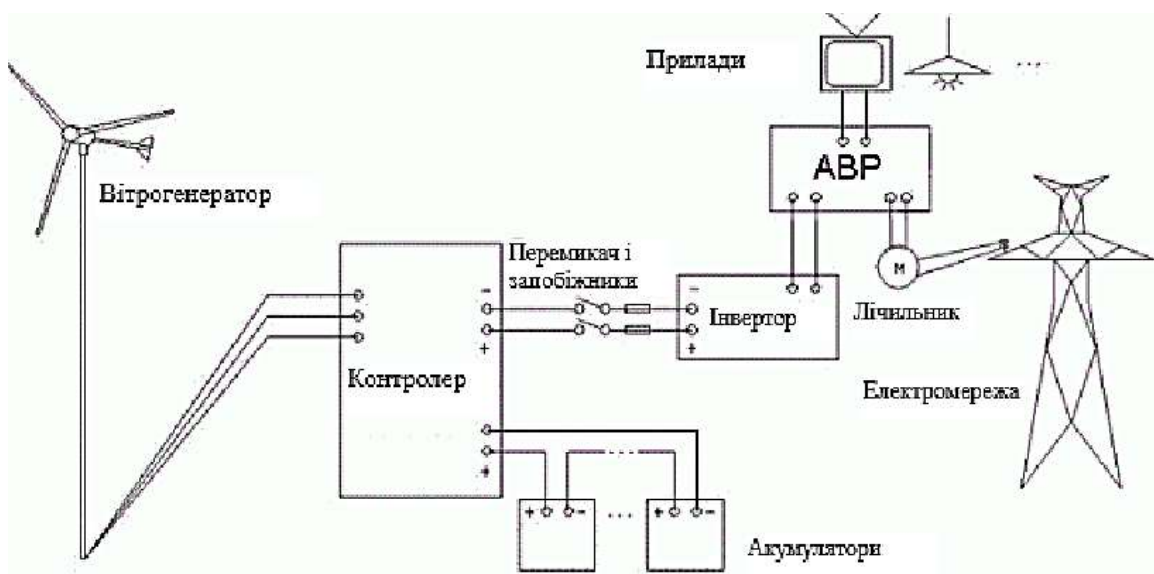 Прилади
...
АВР
Вітрогенератор
Перемикач і
запобіжники
М
Лічильник
Інвертор
Контролер
Електромережа
Акумулятори